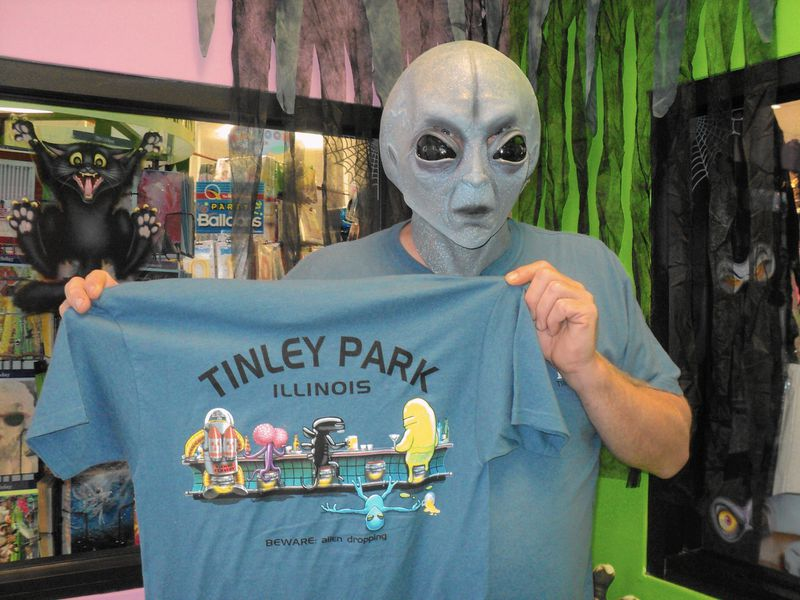 PARTY
Balloons
TINLEY PARK
ILLINOIS
BEWARE: alien dropping